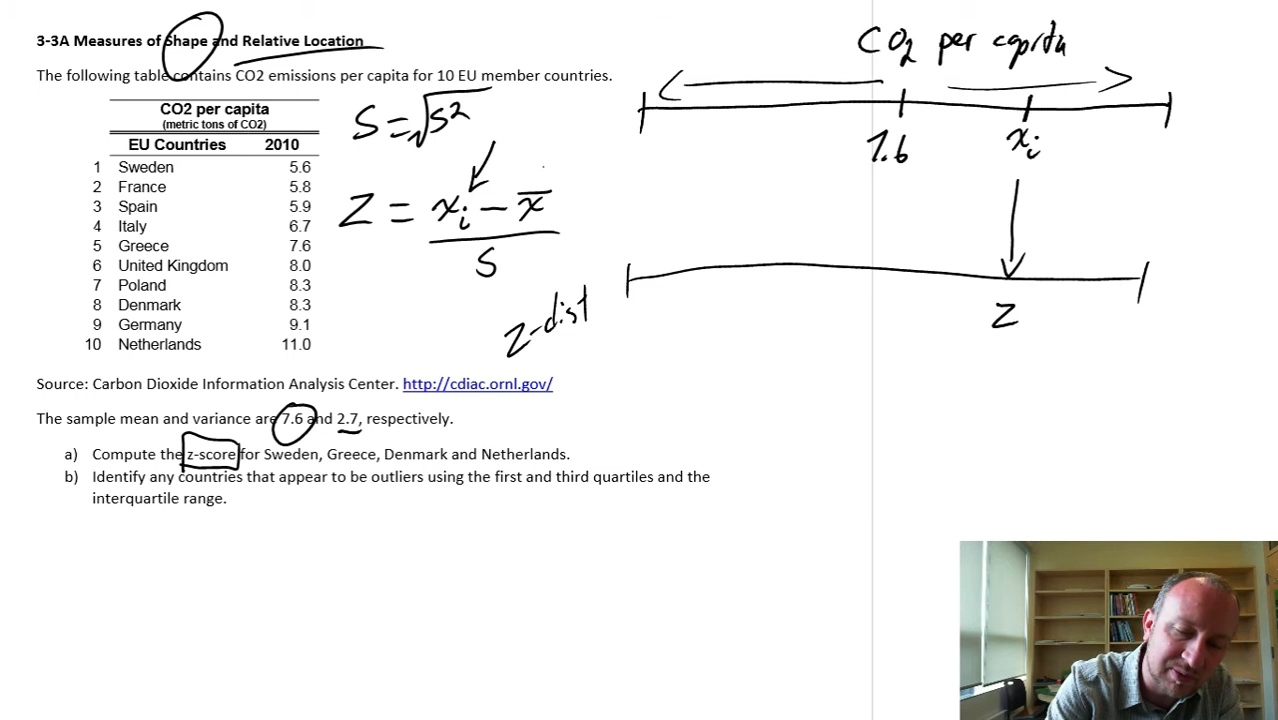 3-3A Measures of Shape and Relative Location
The following table contains CO2 emissions per capita for 10 EU member countries.
CO2 per capita
(metric tons of CO2)
EU Countries 2010
1 Sweden 5.6
2 France 5.8
3 Spain 5.9
4 Italy 6.7
5 Greece 7.6
6 United Kingdom 8.0
7 Poland 8.3
8 Denmark 8.3
9 Germany 9.1
10 Netherlands 11.0
S = √S²
Z = xᵢ – x̄
S
z-dist
CO₂ per capita
7.6 xᵢ
Z
Source: Carbon Dioxide Information Analysis Center. http://cdiac.ornl.gov/
The sample mean and variance are 7.6 and 2.7, respectively.
a) Compute the z-score for Sweden, Greece, Denmark and Netherlands.
b) Identify any countries that appear to be outliers using the first and third quartiles and the
interquartile range.